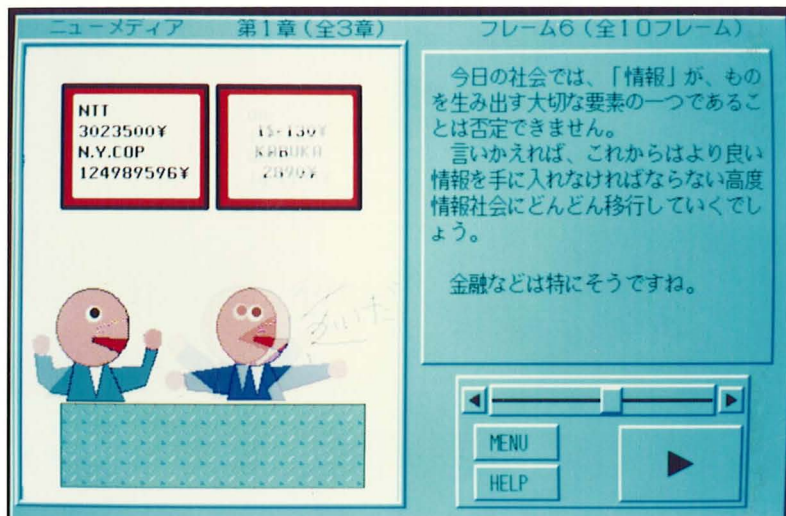 ニューメディア 第1章(全3章) フレーム6(全10フレーム)
NTT
3023500¥
N.Y.COP
124989596¥
1$=130¥
KABUKA
2890¥
今日の社会では、「情報」が、もの
を生み出す大切な要素の一つであるこ
とは否定できません。
言いかえれば、これからはより良い
情報を手に入れなければならない高度
情報社会にどんどん移行していくでし
ょう。
金融などは特にそうですね。
MENU
HELP